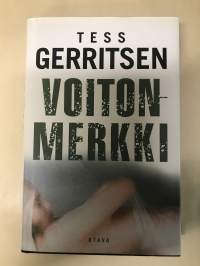 TESS
GERRITSEN
VOITON-
MERKKI
OTAVA